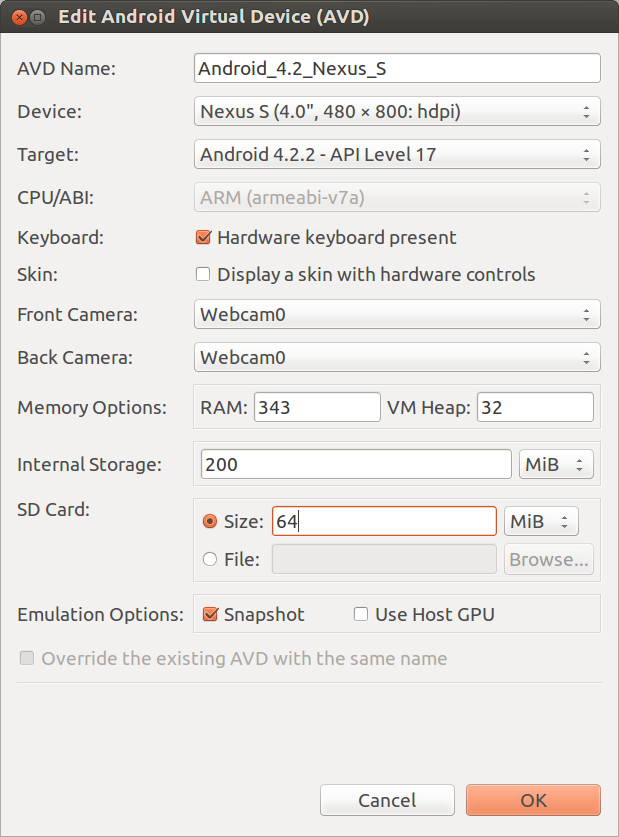 Edit Android Virtual Device (AVD)
AVD Name: Android_4.2_Nexus_S
Device: Nexus S (4.0", 480 × 800: hdpi)
Target: Android 4.2.2 - API Level 17
CPU/ABI: ARM (armeabi-v7a)
Keyboard: Hardware keyboard present
Skin: Display a skin with hardware controls
Front Camera: Webcam0
Back Camera: Webcam0
Memory Options: RAM: 343 VM Heap: 32
Internal Storage: 200 MiB
SD Card:
Size: 64 MiB
File: Browse...
Emulation Options: Snapshot Use Host GPU
Override the existing AVD with the same name
Cancel OK